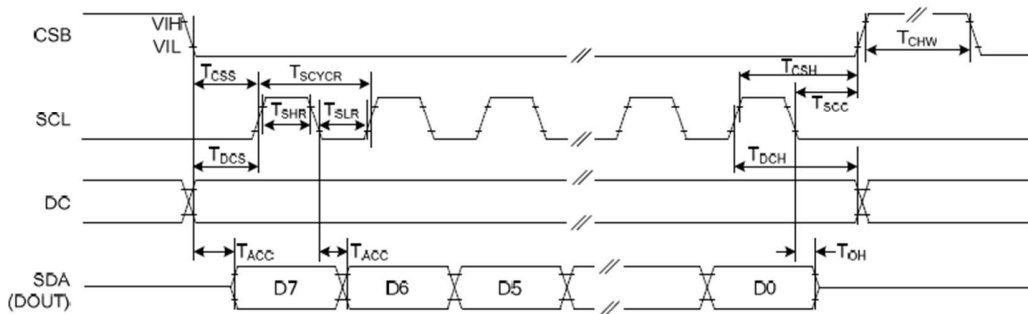 CSB
VIH
VIL
TCHW
TCSS
TSCYCR
TCSH
TSCC
SCL
TSHR
TSLR
TDCS
TDCH
DC
TACC
TACC
TOH
SDA
(DOUT)
D7
D6
D5
D0